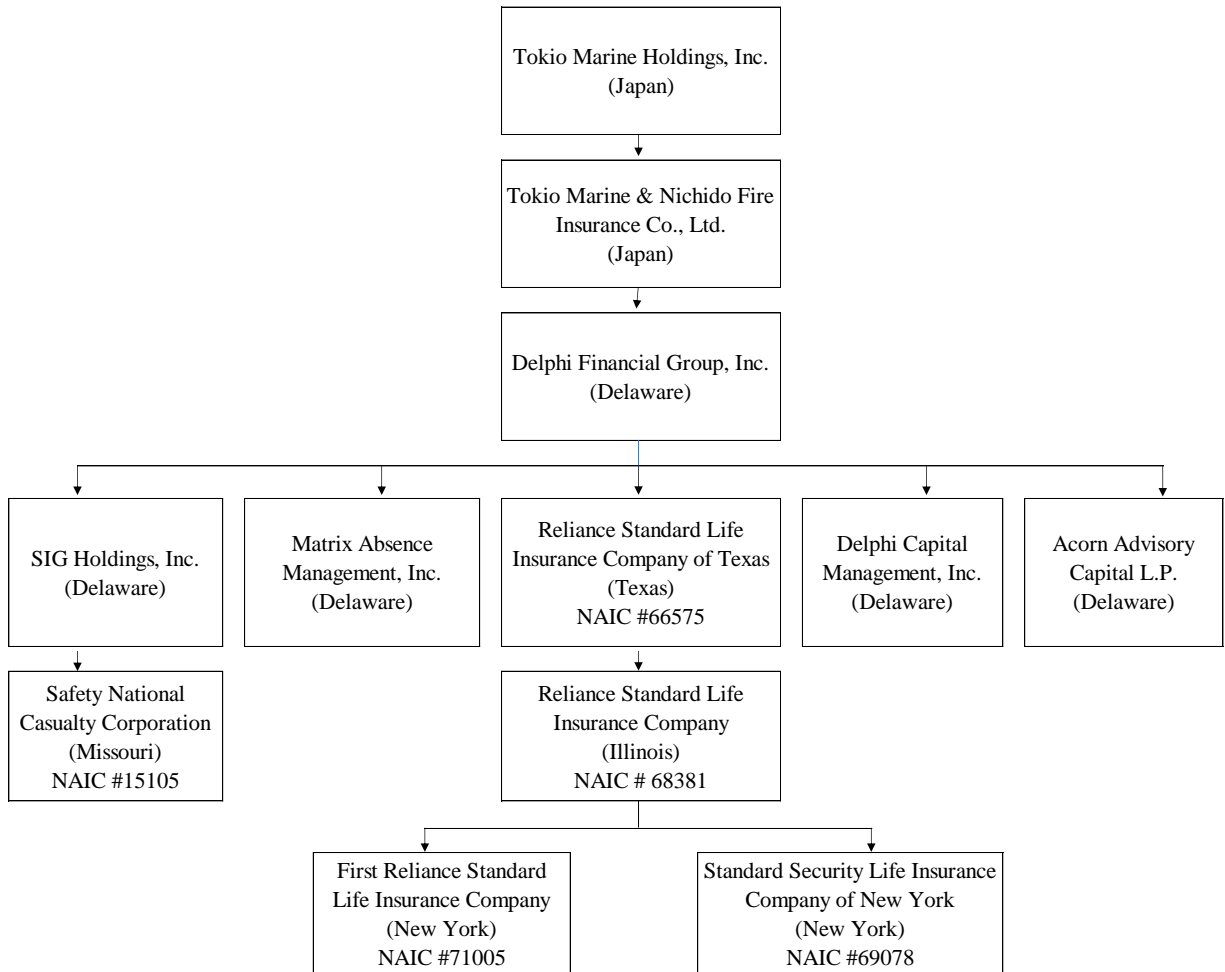 Tokio Marine Holdings, Inc.
(Japan)
Tokio Marine & Nichido Fire
Insurance Co., Ltd.
(Japan)
Delphi Financial Group, Inc.
(Delaware)
SIG Holdings, Inc.
(Delaware)
Matrix Absence
Management, Inc.
(Delaware)
Reliance Standard Life
Insurance Company of Texas
(Texas)
NAIC #66575
Delphi Capital
Management, Inc.
(Delaware)
Acorn Advisory
Capital L.P.
(Delaware)
Safety National
Casualty Corporation
(Missouri)
NAIC #15105
Reliance Standard Life
Insurance Company
(Illinois)
NAIC # 68381
First Reliance Standard
Life Insurance Company
(New York)
NAIC #71005
Standard Security Life Insurance
Company of New York
(New York)
NAIC #69078